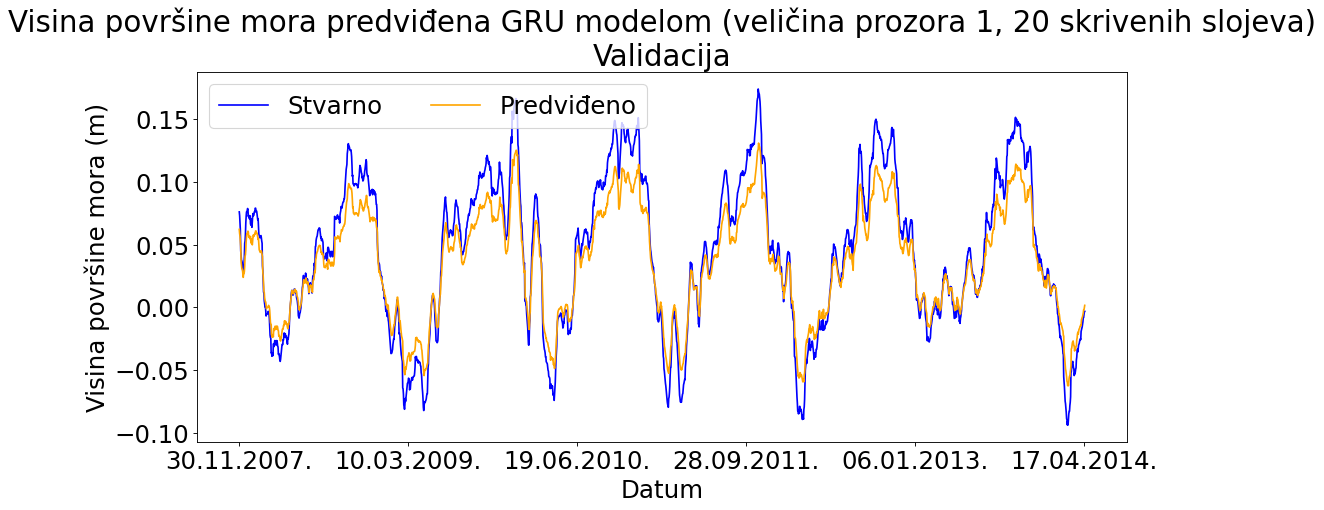 Visina površine mora predviđena GRU modelom (veličina prozora 1, 20 skrivenih slojeva)
Validacija
Stvarno
Predviđeno
Visina površine mora (m)
0.15
0.10
0.05
0.00
−0.05
−0.10
30.11.2007.
10.03.2009.
19.06.2010.
28.09.2011.
06.01.2013.
17.04.2014.
Datum